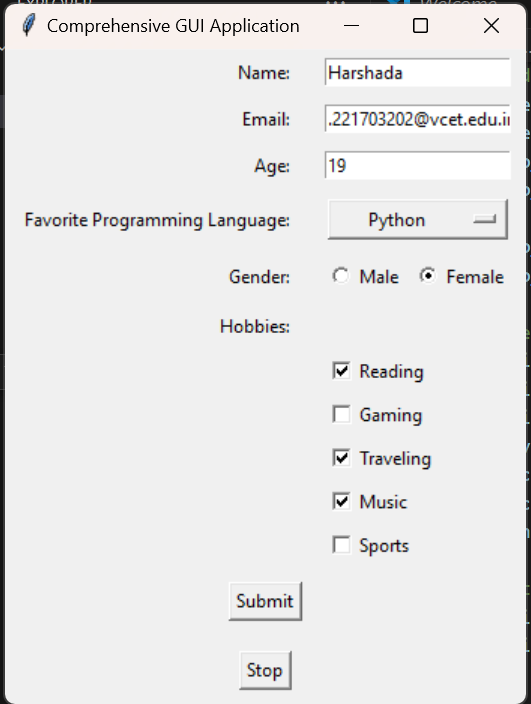 Comprehensive GUI Application
Name: Harshada
Email: .221703202@vcet.edu.in
Age: 19
Favorite Programming Language: Python
Gender: Male Female
Hobbies:
Reading
Gaming
Traveling
Music
Sports
Submit
Stop